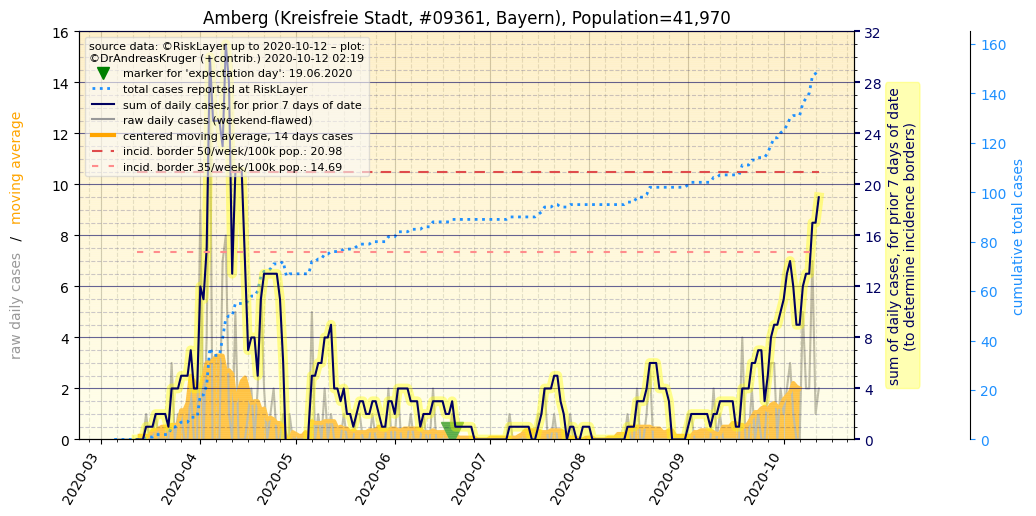 Amberg (Kreisfreie Stadt, #09361, Bayern), Population=41,970
source data: ©RiskLayer up to 2020-10-12 – plot:
©DrAndreasKruger (+contrib.) 2020-10-12 02:19
marker for 'expectation day': 19.06.2020
total cases reported at RiskLayer
sum of daily cases, for prior 7 days of date
raw daily cases (weekend-flawed)
centered moving average, 14 days cases
incid. border 50/week/100k pop.: 20.98
incid. border 35/week/100k pop.: 14.69
raw daily cases / moving average
16
14
12
10
8
6
4
2
0
32
28
24
20
16
12
8
4
0
sum of daily cases, for prior 7 days of date
(to determine incidence borders)
160
140
120
100
80
60
40
20
0
cumulative total cases
2020-03
2020-04
2020-05
2020-06
2020-07
2020-08
2020-09
2020-10